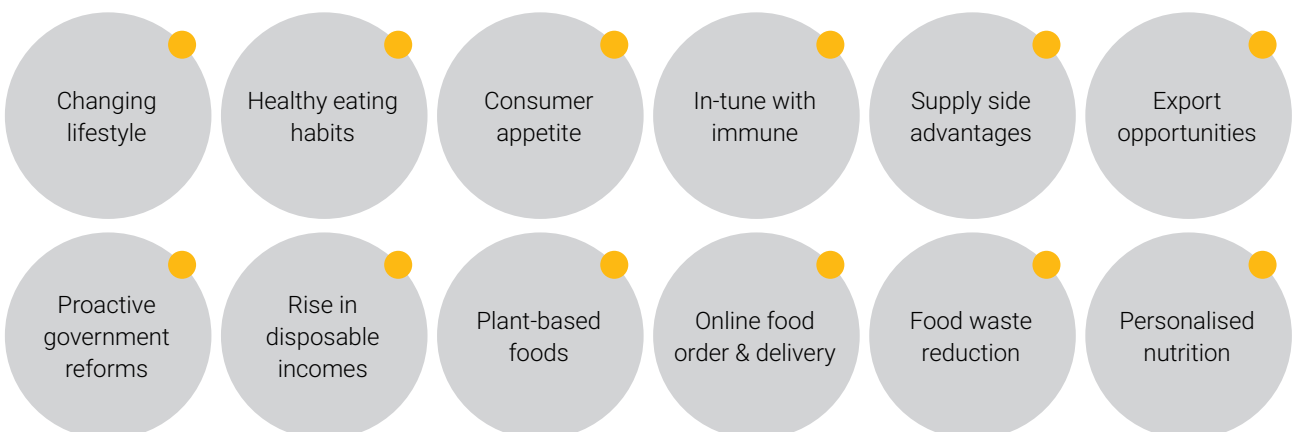 Changing
lifestyle
Healthy eating
habits
Consumer
appetite
In-tune with
immune
Supply side
advantages
Export
opportunities
Proactive
government
reforms
Rise in
disposable
incomes
Plant-based
foods
Online food
order & delivery
Food waste
reduction
Personalised
nutrition